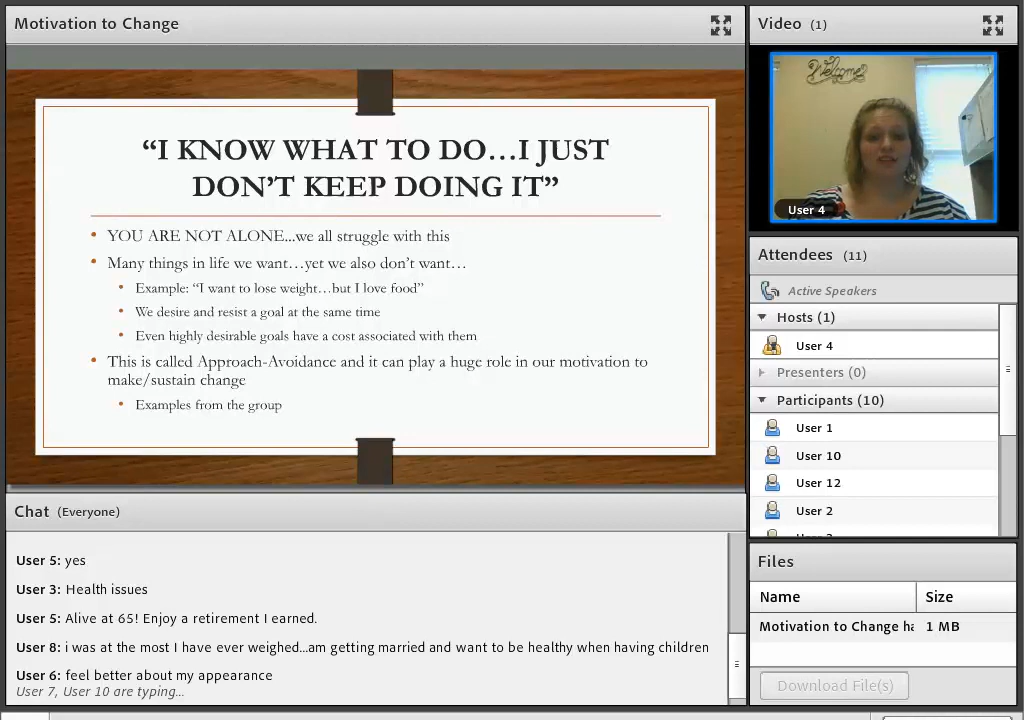 Motivation to Change
“I KNOW WHAT TO DO…I JUST
DON’T KEEP DOING IT”
• YOU ARE NOT ALONE...we all struggle with this
• Many things in life we want…yet we also don’t want…
• Example: “I want to lose weight…but I love food”
• We desire and resist a goal at the same time
• Even highly desirable goals have a cost associated with them
• This is called Approach-Avoidance and it can play a huge role in our motivation to
make/sustain change
• Examples from the group
Chat (Everyone)
User 5: yes
User 3: Health issues
User 5: Alive at 65! Enjoy a retirement I earned.
User 8: i was at the most I have ever weighed...am getting married and want to be healthy when having children
User 6: feel better about my appearance
User 7, User 10 are typing...
Video (1)
Welcome
User 4
Attendees (11)
Active Speakers
Hosts (1)
User 4
Presenters (0)
Participants (10)
User 1
User 10
User 12
User 2
Files
Name Size
Motivation to Change ha 1 MB
Download File(s)